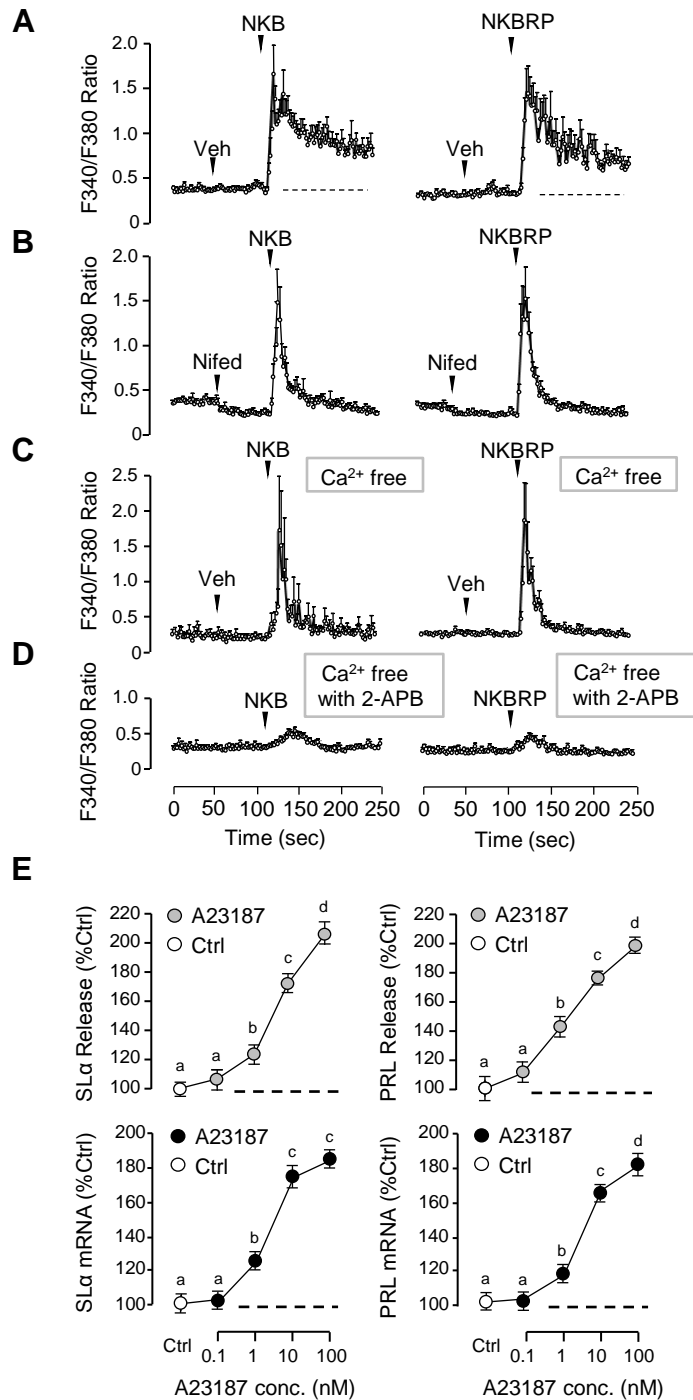 A
NKB
NKBRP
F340/F380 Ratio
2.0
1.5
1.0
0.5
0
Veh
Veh
B
NKB
NKBRP
F340/F380 Ratio
2.0
1.5
1.0
0.5
0
Nifed
Nifed
C
NKB
Ca²⁺ free
NKBRP
Ca²⁺ free
F340/F380 Ratio
2.5
2.0
1.5
1.0
0.5
0
Veh
Veh
D
NKB
Ca²⁺ free
with 2-APB
NKBRP
Ca²⁺ free
with 2-APB
F340/F380 Ratio
1.0
0.5
0
0 50 100 150 200 250
0 50 100 150 200 250
Time (sec)
Time (sec)
E
SLα Release (%Ctrl)
220
200
180
160
140
120
100
A23187
Ctrl
a a b c d
PRL Release (%Ctrl)
220
200
180
160
140
120
100
A23187
Ctrl
a a b c d
SLα mRNA (%Ctrl)
200
180
160
140
120
100
A23187
Ctrl
a a b c c
PRL mRNA (%Ctrl)
200
180
160
140
120
100
A23187
Ctrl
a a b c d
Ctrl 0.1 1 10 100
Ctrl 0.1 1 10 100
A23187 conc. (nM)
A23187 conc. (nM)